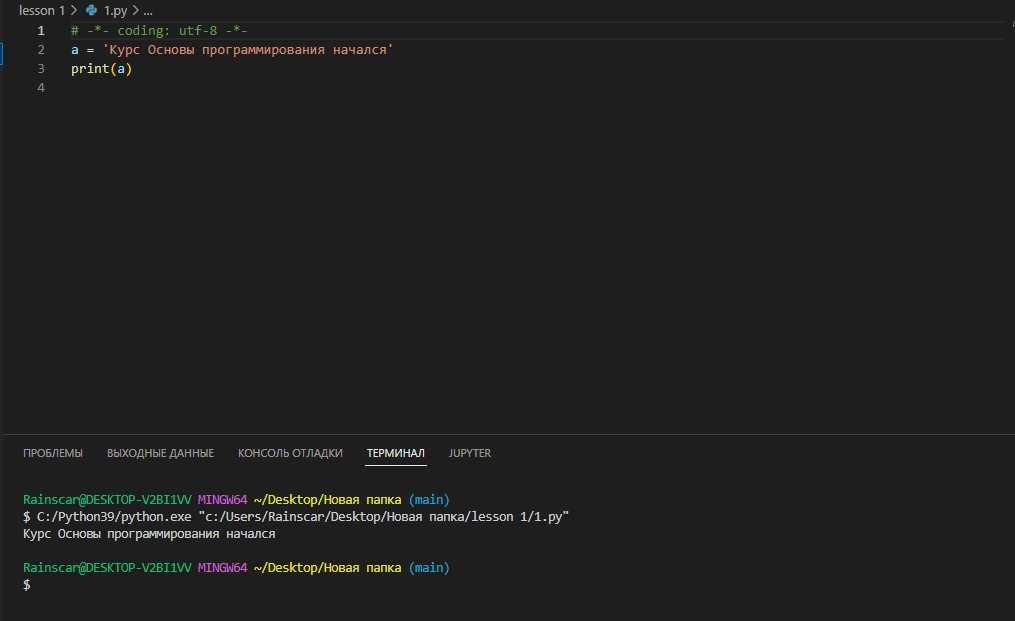 lesson 1 > 1.py > ...
1 # -*- coding: utf-8 -*-
2 a = 'Курс Основы программирования начался'
3 print(a)
4
ПРОБЛЕМЫ ВЫХОДНЫЕ ДАННЫЕ КОНСОЛЬ ОТЛАДКИ ТЕРМИНАЛ JUPYTER
Rainscar@DESKTOP-V2BI1VV MINGW64 ~/Desktop/Новая папка (main)
$ C:/Python39/python.exe "c:/Users/Rainscar/Desktop/Новая папка/lesson 1/1.py"
Курс Основы программирования начался
Rainscar@DESKTOP-V2BI1VV MINGW64 ~/Desktop/Новая папка (main)
$